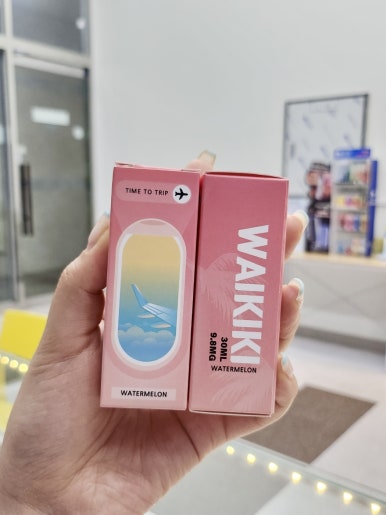 TIME TO TRIP
WATERMELON
WAIKIKI
30ML
9.8MG
WATERMELON